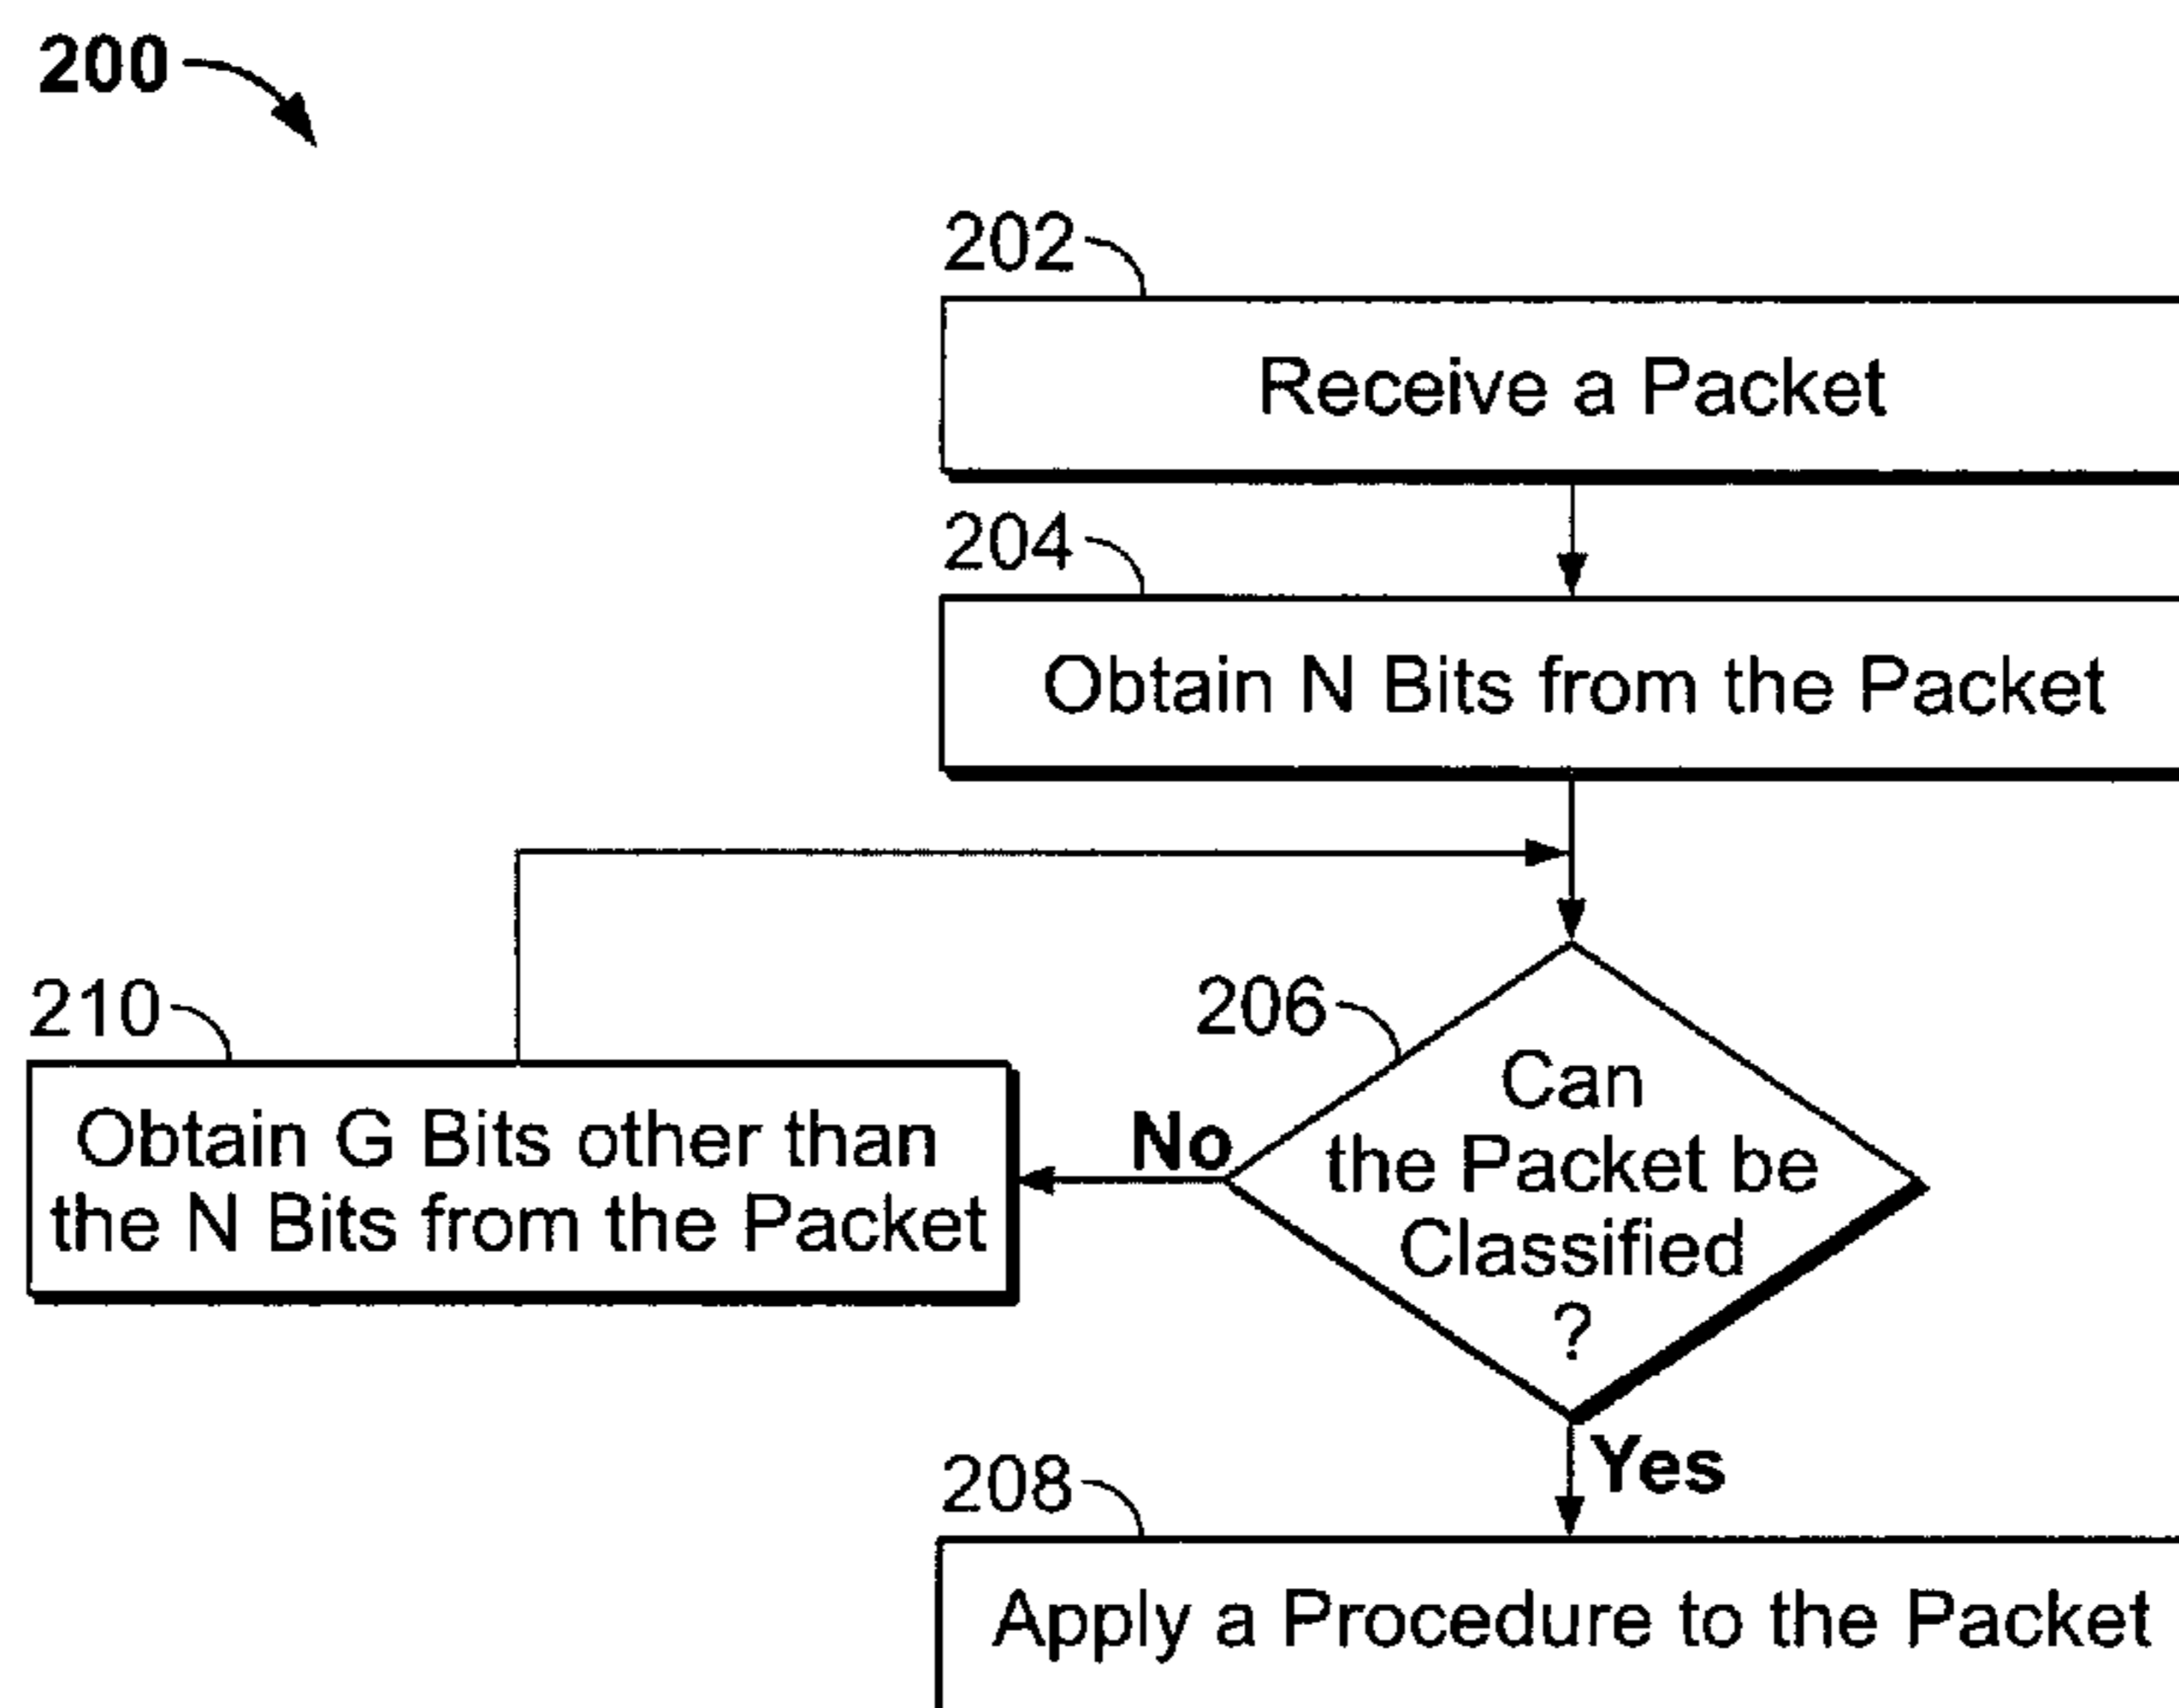 200
202
Receive a Packet
204
Obtain N Bits from the Packet
210
Obtain G Bits other than
the N Bits from the Packet
No
206
Can
the Packet be
Classified
?
Yes
208
Apply a Procedure to the Packet